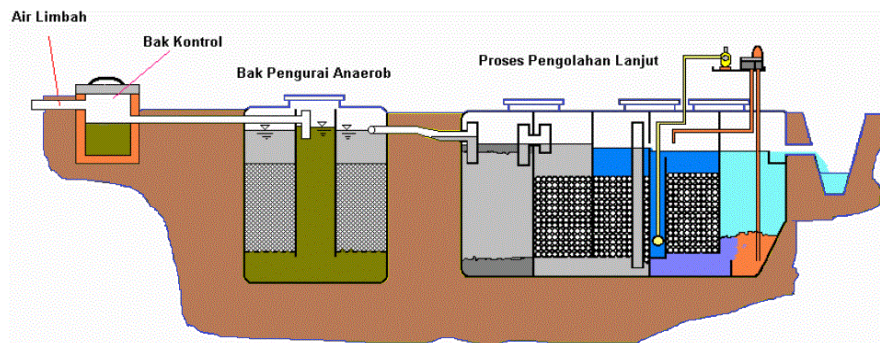 Air Limbah
Bak Kontrol
Bak Pengurai Anaerob
Proses Pengolahan Lanjut